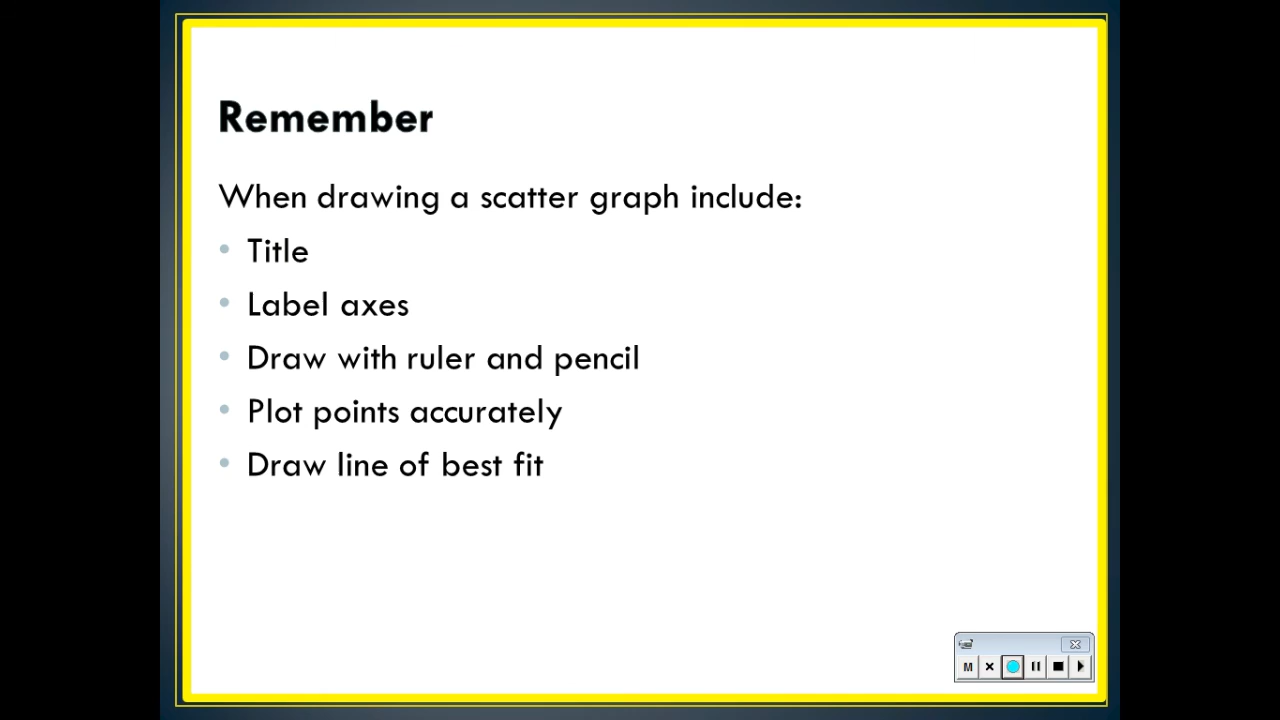 Remember
When drawing a scatter graph include:
• Title
• Label axes
• Draw with ruler and pencil
• Plot points accurately
• Draw line of best fit
M